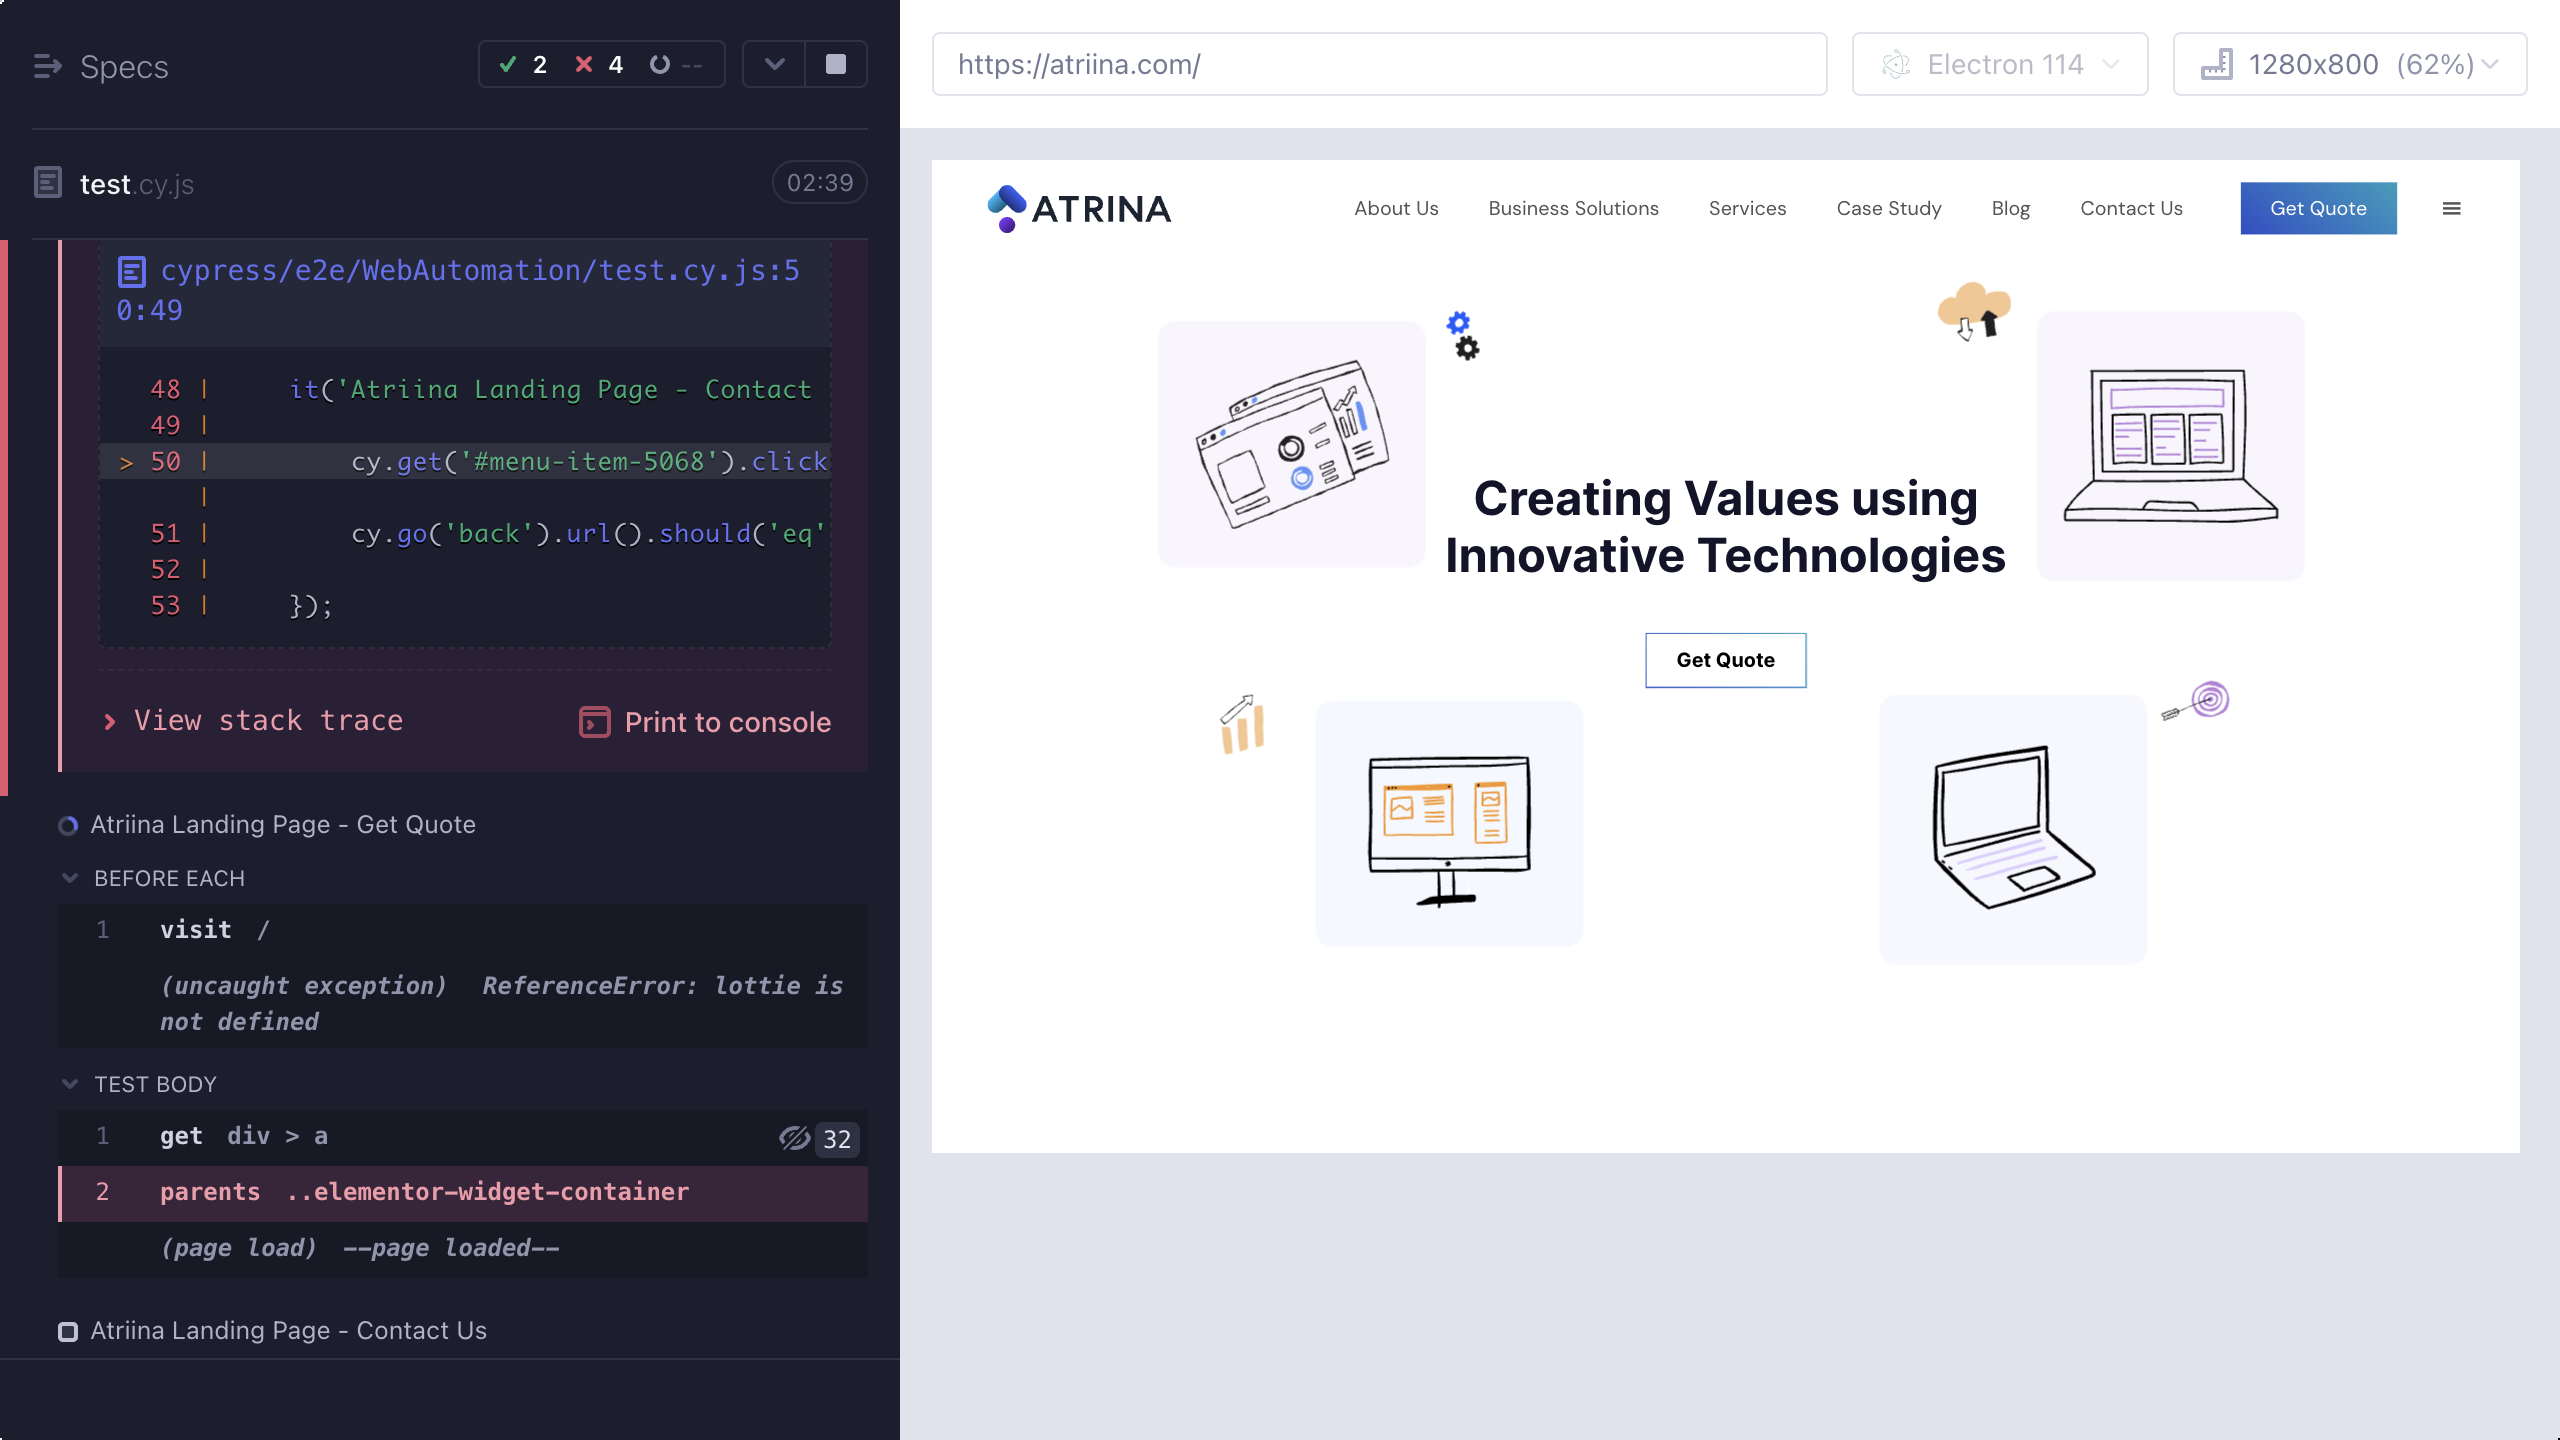 Specs
2
4
--
test.cy.js
02:39
cypress/e2e/WebAutomation/test.cy.js:5
0:49
48 | it('Atriina Landing Page - Contact
49 |
> 50 | cy.get('#menu-item-5068').click
|
51 | cy.go('back').url().should('eq'
52 |
53 | });
View stack trace
Print to console
Atriina Landing Page - Get Quote
BEFORE EACH
1 visit /
(uncaught exception) ReferenceError: lottie is
not defined
TEST BODY
1 get div > a
32
2 parents ..elementor-widget-container
(page load) --page loaded--
Atriina Landing Page - Contact Us
https://atriina.com/
Electron 114
1280x800 (62%)
ATRINA
About Us
Business Solutions
Services
Case Study
Blog
Contact Us
Get Quote
Creating Values using
Innovative Technologies
Get Quote